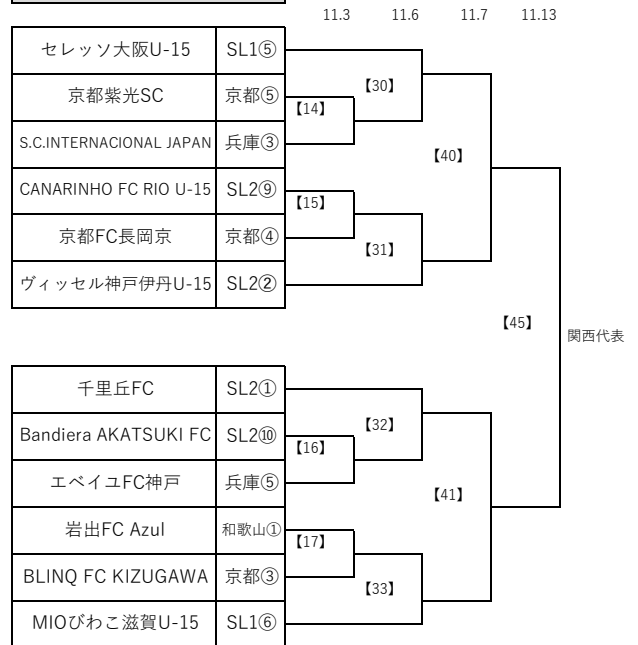 11.3 11.6 11.7 11.13
セレッソ大阪U-15 SL1⑤
京都紫光SC 京都⑤
S.C.INTERNACIONAL JAPAN 兵庫③
CANARINHO FC RIO U-15 SL2⑨
京都FC長岡京 京都④
ヴィッセル神戸伊丹U-15 SL2②
【30】
【14】
【40】
【15】
【31】
【45】
関西代表
千里丘FC SL2①
Bandiera AKATSUKI FC SL2⑩
エベイユFC神戸 兵庫⑤
岩出FC Azul 和歌山①
BLINQ FC KIZUGAWA 京都③
MIOびわこ滋賀U-15 SL1⑥
【32】
【16】
【41】
【17】
【33】